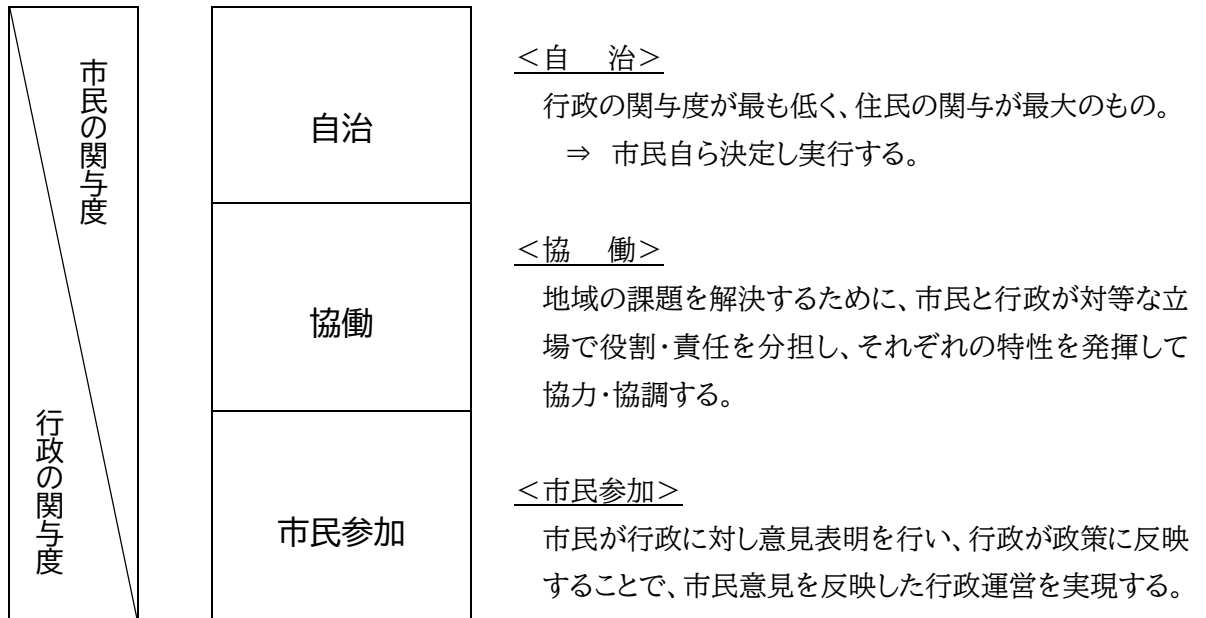 市民の関与度
行政の関与度
自治
協働
市民参加
＜自　治＞
行政の関与度が最も低く、住民の関与が最大のもの。
⇒ 市民自ら決定し実行する。
＜協　働＞
地域の課題を解決するために、市民と行政が対等な立
場で役割・責任を分担し、それぞれの特性を発揮して
協力・協調する。
＜市民参加＞
市民が行政に対し意見表明を行い、行政が政策に反映
することで、市民意見を反映した行政運営を実現する。